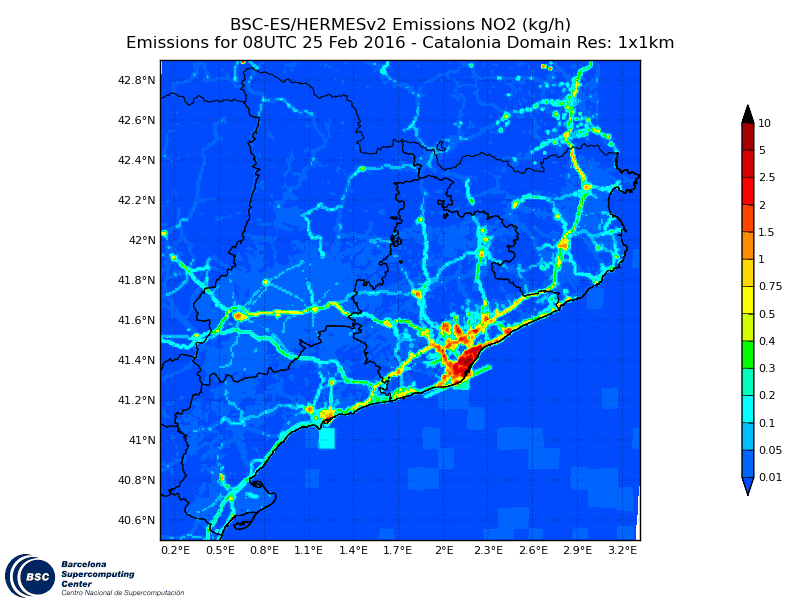 BSC-ES/HERMESv2 Emissions NO2 (kg/h)
Emissions for 08UTC 25 Feb 2016 - Catalonia Domain Res: 1x1km
42.8°N
42.6°N
42.4°N
42.2°N
42°N
41.8°N
41.6°N
41.4°N
41.2°N
41°N
40.8°N
40.6°N
0.2°E 0.5°E 0.8°E 1.1°E 1.4°E 1.7°E 2°E 2.3°E 2.6°E 2.9°E 3.2°E
10
5
2.5
2
1.5
1
0.75
0.5
0.4
0.3
0.2
0.1
0.05
0.01
BSC
Barcelona
Supercomputing
Center
Centro Nacional de Supercomputación